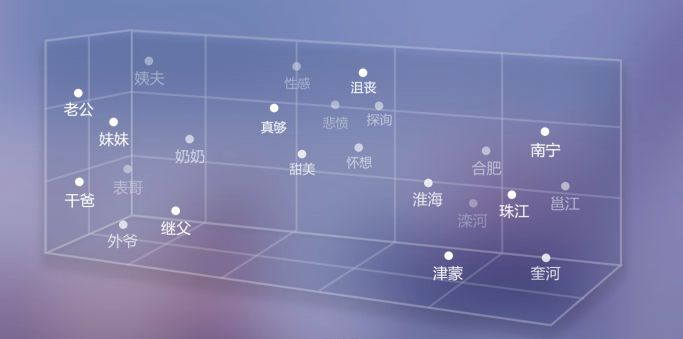 姨夫
性感
沮丧
老公
悲愤
探询
真够
妹妹
南宁
奶奶
甜美
怀想
合肥
表哥
干爸
淮海
珠江
邕江
滦河
继父
外爷
津蒙
奎河